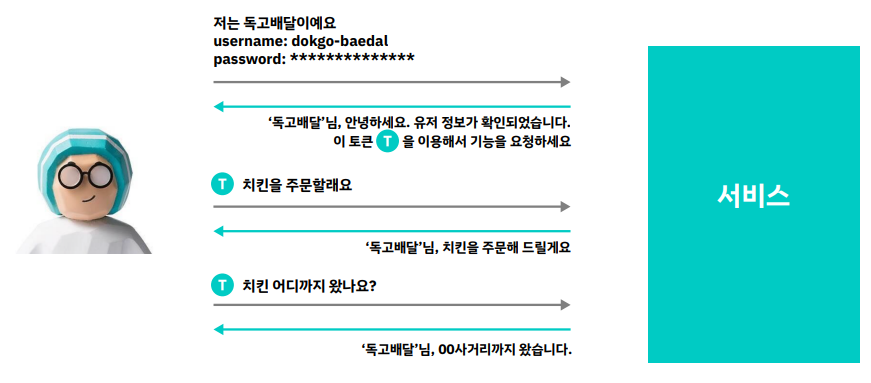 저는 독고배달이예요
username: dokgo-baedal
password: **************
‘독고배달’님, 안녕하세요. 유저 정보가 확인되었습니다.
이 토큰 T 을 이용해서 기능을 요청하세요
T 치킨을 주문할래요
‘독고배달’님, 치킨을 주문해 드릴게요
T 치킨 어디까지 왔나요?
‘독고배달’님, 00사거리까지 왔습니다.
서비스